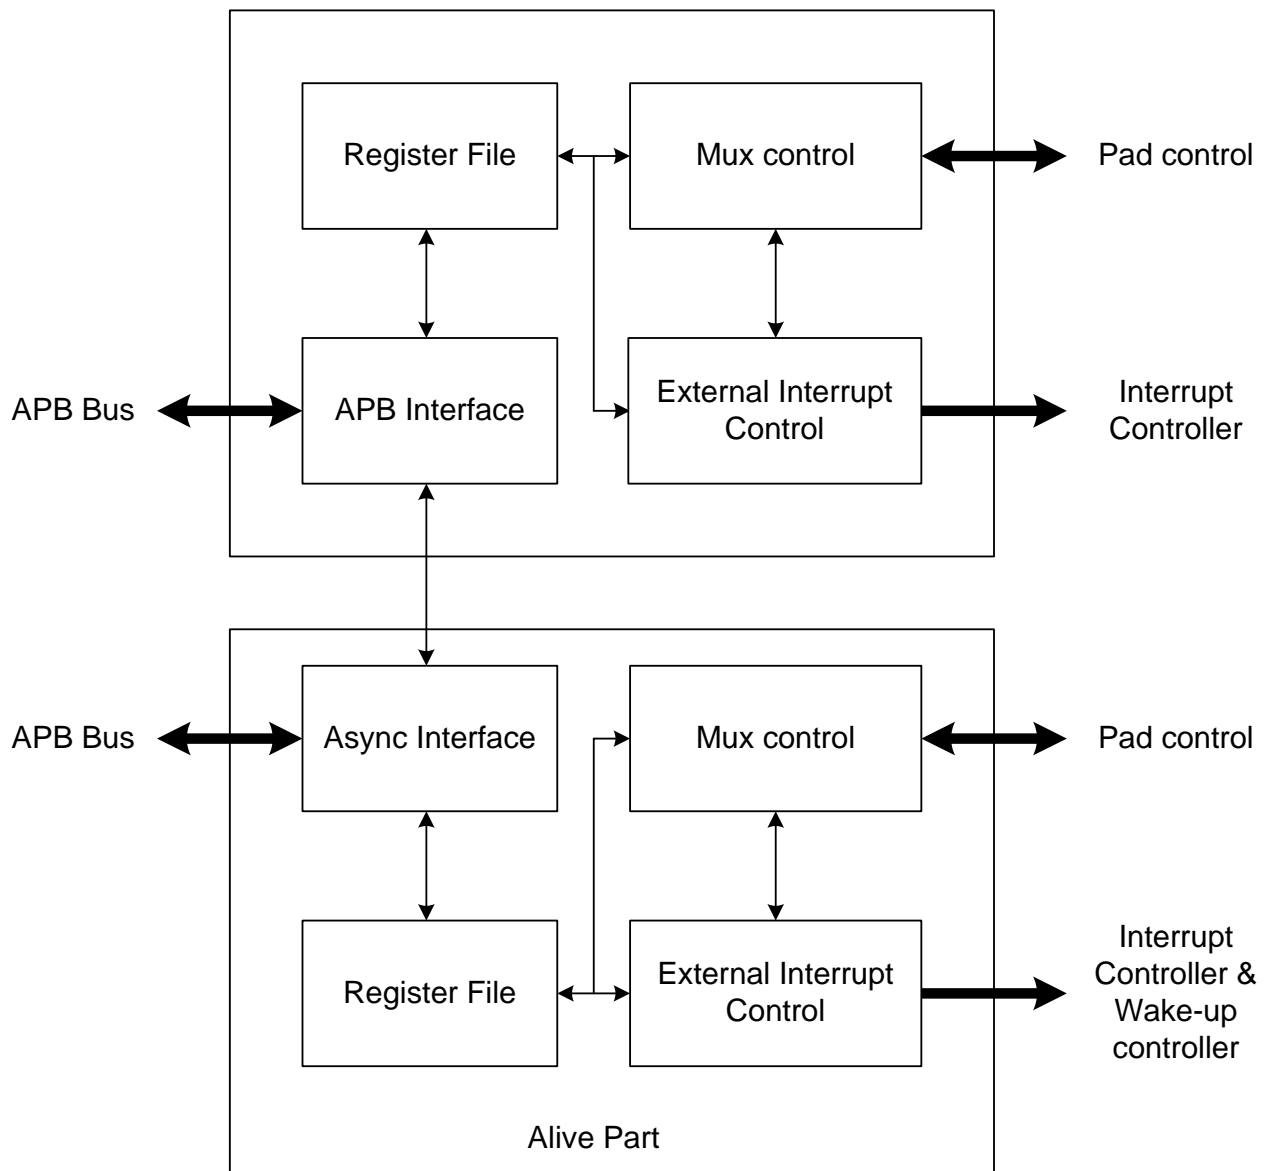 Register File
Mux control
Pad control
APB Bus
APB Interface
External Interrupt
Control
Interrupt
Controller
APB Bus
Async Interface
Mux control
Pad control
Register File
External Interrupt
Control
Interrupt
Controller &
Wake-up
controller
Alive Part